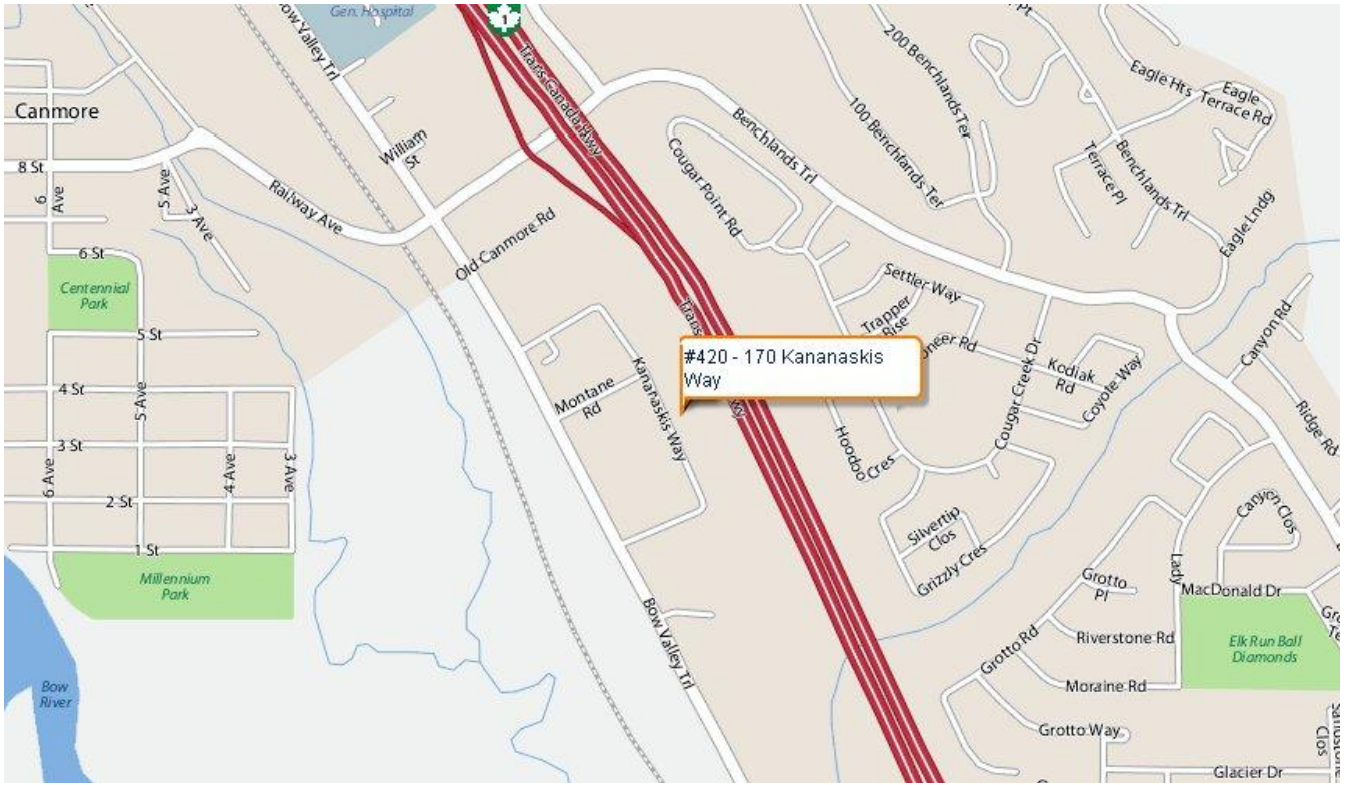 Gen. Hospital
ow Valley Trl
1
Trans Canada Hwy
200 Benchlands Ter
Eagle Hts
Eagle
Terrace Rd
Canmore
William
St
100 Benchlands Ter
Benchlands Trl
Terrace Pl
Benchlands Trl
8 St
6
Ave
5 Ave
3 Ave
Railway Ave
Cougar Point Rd
Old Canmore Rd
Eagle Lndg
6 St
Centennial
Park
5 St
Settler Way
Trapper
Rise
neer Rd
Trans
wy
#420 - 170 Kananaskis
Way
Canyon Rd
Kodiak
Rd
Coyote Way
Cougar Creek Dr
4 St
5 Ave
Montane
Rd
Kananaskis Way
Ridge Rd
3 St
Hoodoo Cres
6 Ave
4 Ave
3 Ave
2 St
Silvertip
Clos
Canyon Clos
1 St
Grizzly Cres
Millennium
Park
Grotto
Pl
Lady
MacDonald Dr
Bow Valley Trl
Grotto Rd
Riverstone Rd
Elk Run Ball
Diamonds
Bow
River
Moraine Rd
Grotto Way
Clos
Glacier Dr